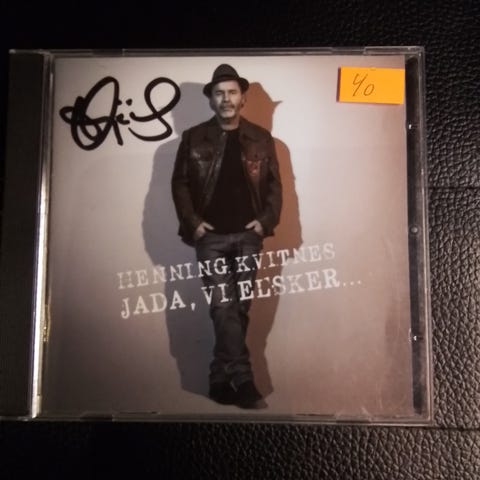 40
HENNING KVITNES
JADA, VI ELSKER...